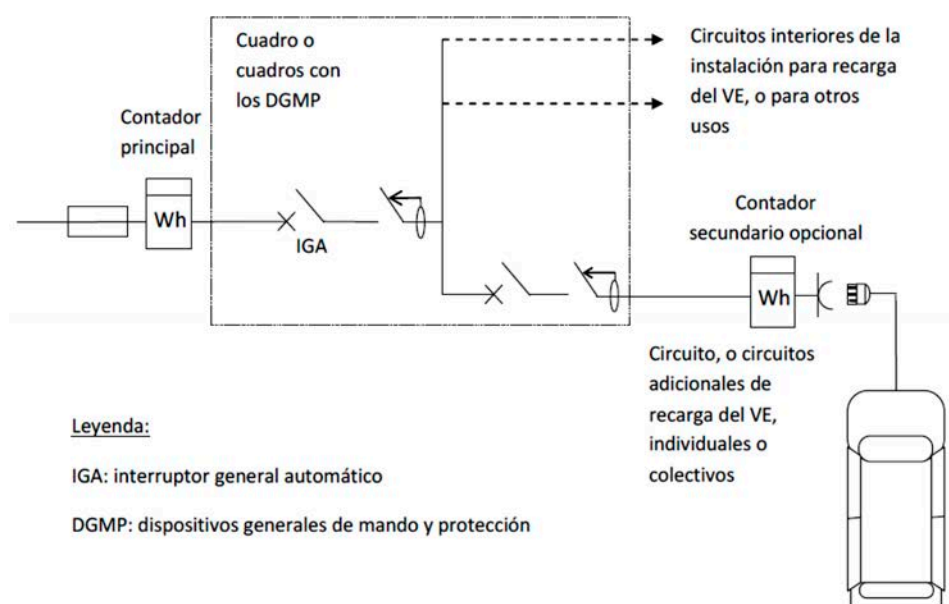 Cuadro o
cuadros con
los DGMP
Circuitos interiores de la
instalación para recarga
del VE, o para otros
usos
Contador
principal
Wh
IGA
Contador
secundario opcional
Wh
Circuito, o circuitos
adicionales de
recarga del VE,
individuales o
colectivos
Leyenda:
IGA: interruptor general automático
DGMP: dispositivos generales de mando y protección